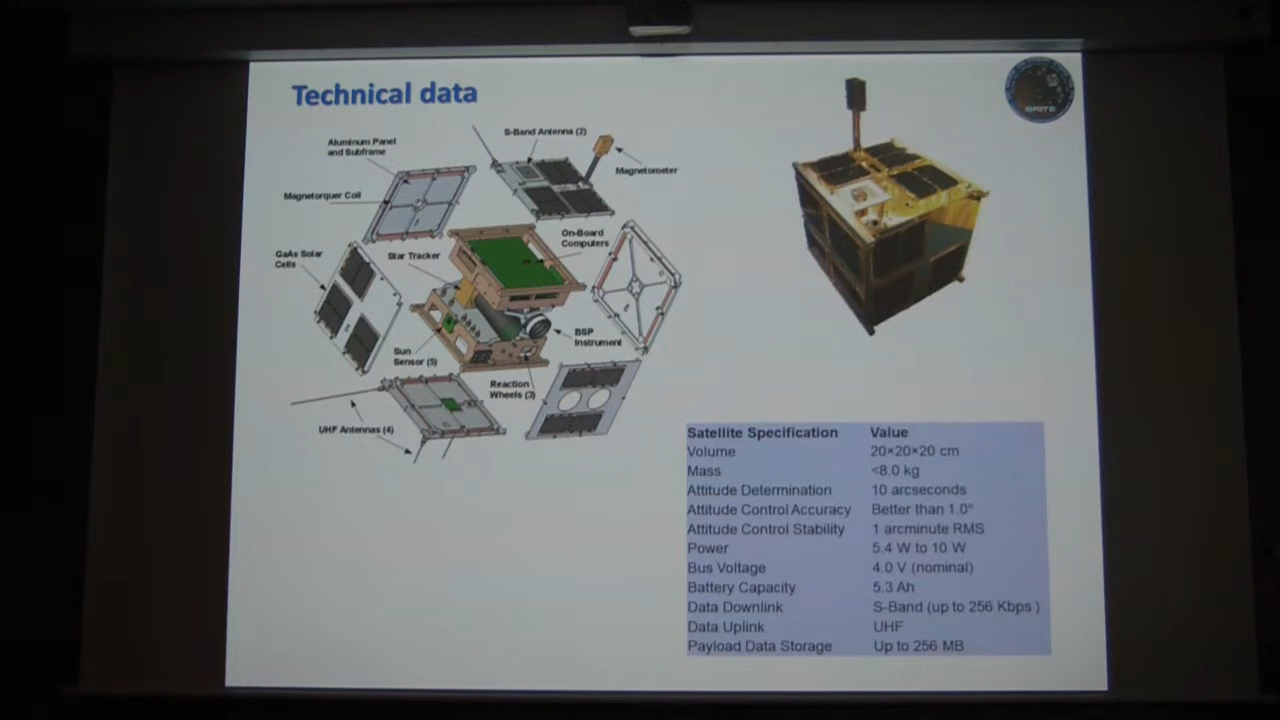 Technical data
BRITE
S-Band Antenna (2)
Aluminum Panel
and Subframe
Magnetometer
Magnetorquer Coil
On-Board
Computers
GaAs Solar
Cells
Star Tracker
BSP
Instrument
Sun
Sensor (5)
Reaction
Wheels (3)
UHF Antennas (4)
Satellite Specification Value
Volume 20×20×20 cm
Mass <8.0 kg
Attitude Determination 10 arcseconds
Attitude Control Accuracy Better than 1.0°
Attitude Control Stability 1 arcminute RMS
Power 5.4 W to 10 W
Bus Voltage 4.0 V (nominal)
Battery Capacity 5.3 Ah
Data Downlink S-Band (up to 256 Kbps )
Data Uplink UHF
Payload Data Storage Up to 256 MB